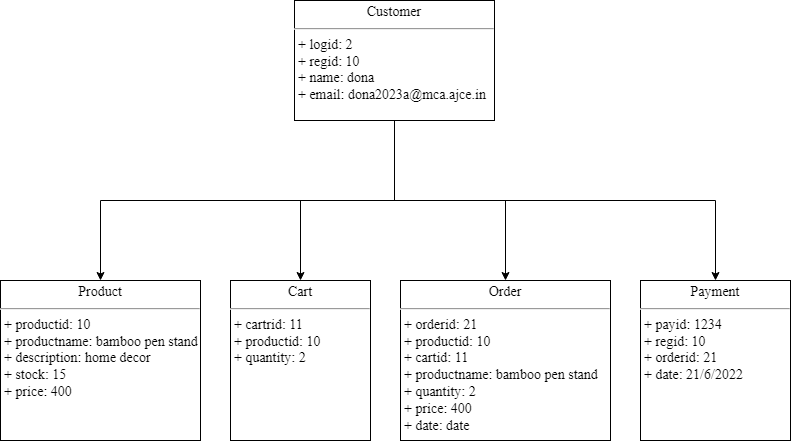 Customer
+ logid: 2
+ regid: 10
+ name: dona
+ email: dona2023a@mca.ajce.in
Product
+ productid: 10
+ productname: bamboo pen stand
+ description: home decor
+ stock: 15
+ price: 400
Cart
+ cartrid: 11
+ productid: 10
+ quantity: 2
Order
+ orderid: 21
+ productid: 10
+ cartid: 11
+ productname: bamboo pen stand
+ quantity: 2
+ price: 400
+ date: date
Payment
+ payid: 1234
+ regid: 10
+ orderid: 21
+ date: 21/6/2022